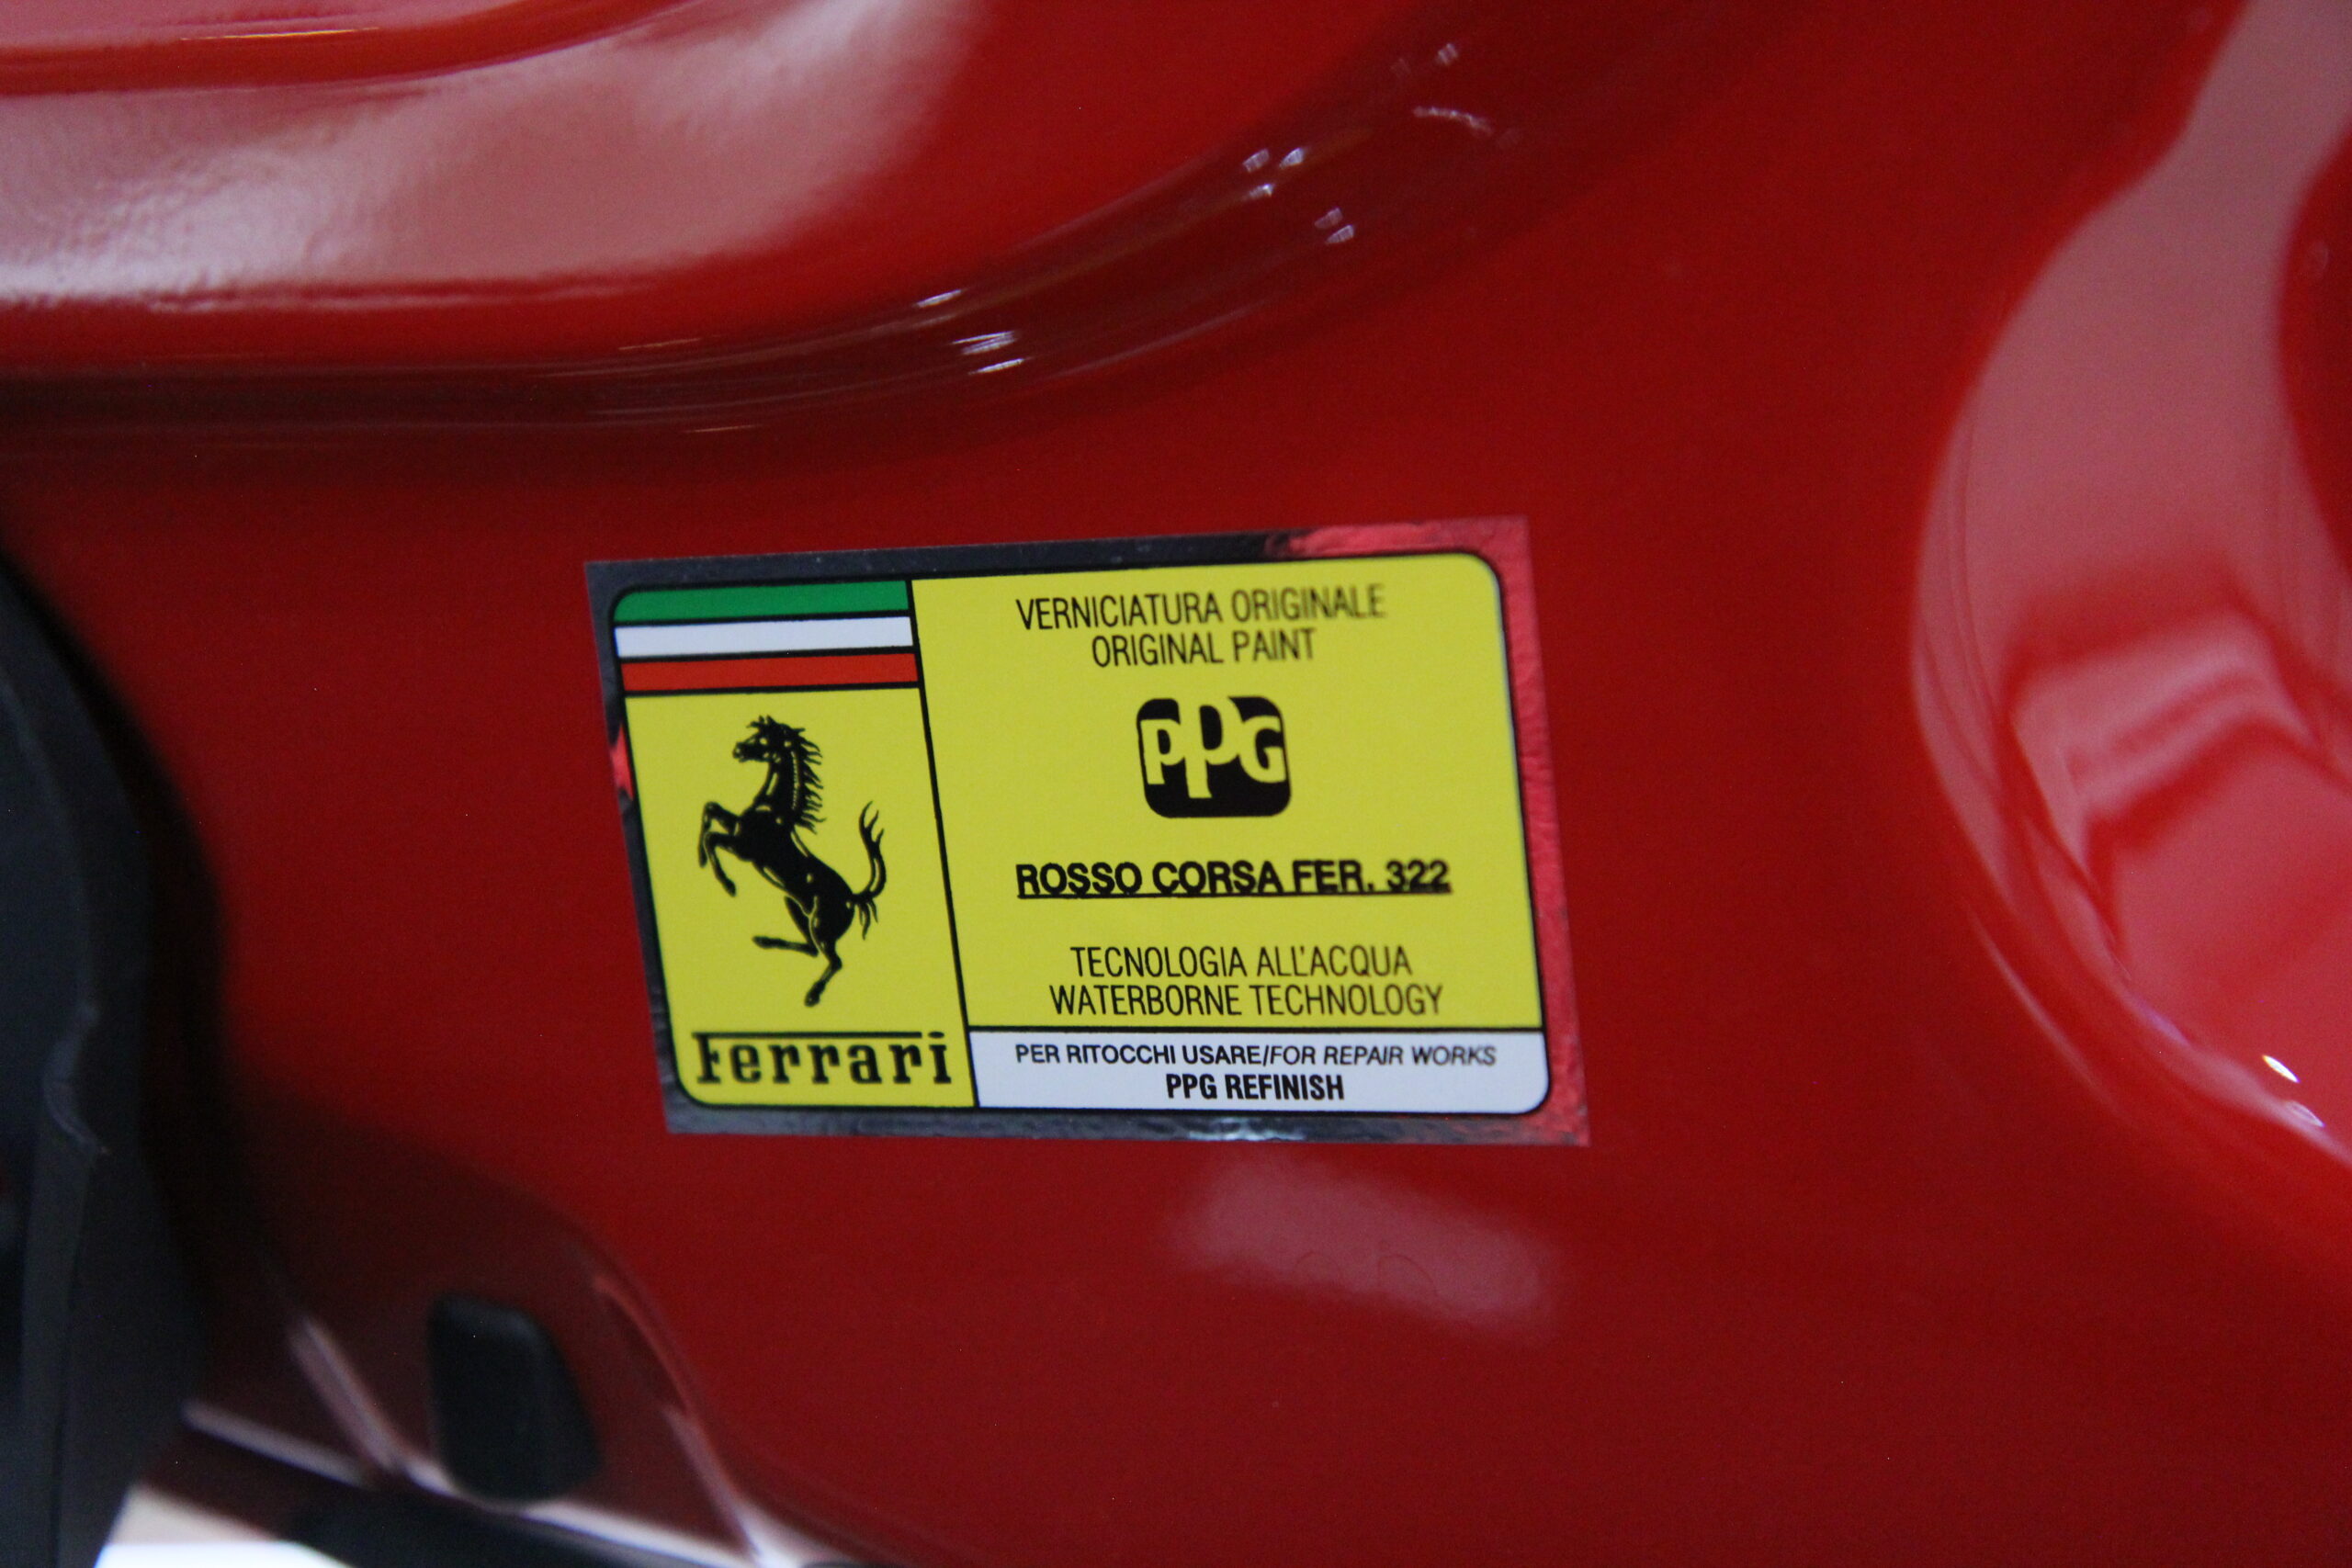 VERNICIATURA ORIGINALE
ORIGINAL PAINT
PPG
ROSSO CORSA FER. 322
TECNOLOGIA ALL'ACQUA
WATERBORNE TECHNOLOGY
Ferrari
PER RITOCCHI USARE/FOR REPAIR WORKS
PPG REFINISH